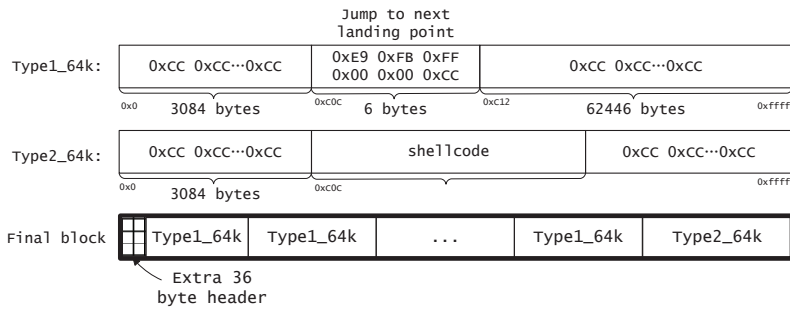 Jump to next
landing point
Type1_64k:
0xCC 0xCC⋯0xCC
0xE9 0xFB 0xFF
0x00 0x00 0xCC
0xCC 0xCC⋯0xCC
0x0
3084 bytes
0xC0C
6 bytes
0xC12
62446 bytes
0xffff
Type2_64k:
0xCC 0xCC⋯0xCC
shellcode
0xCC 0xCC⋯0xCC
0x0
3084 bytes
0xC0C
0xffff
Final block
Type1_64k
Type1_64k
...
Type1_64k
Type2_64k
Extra 36
byte header